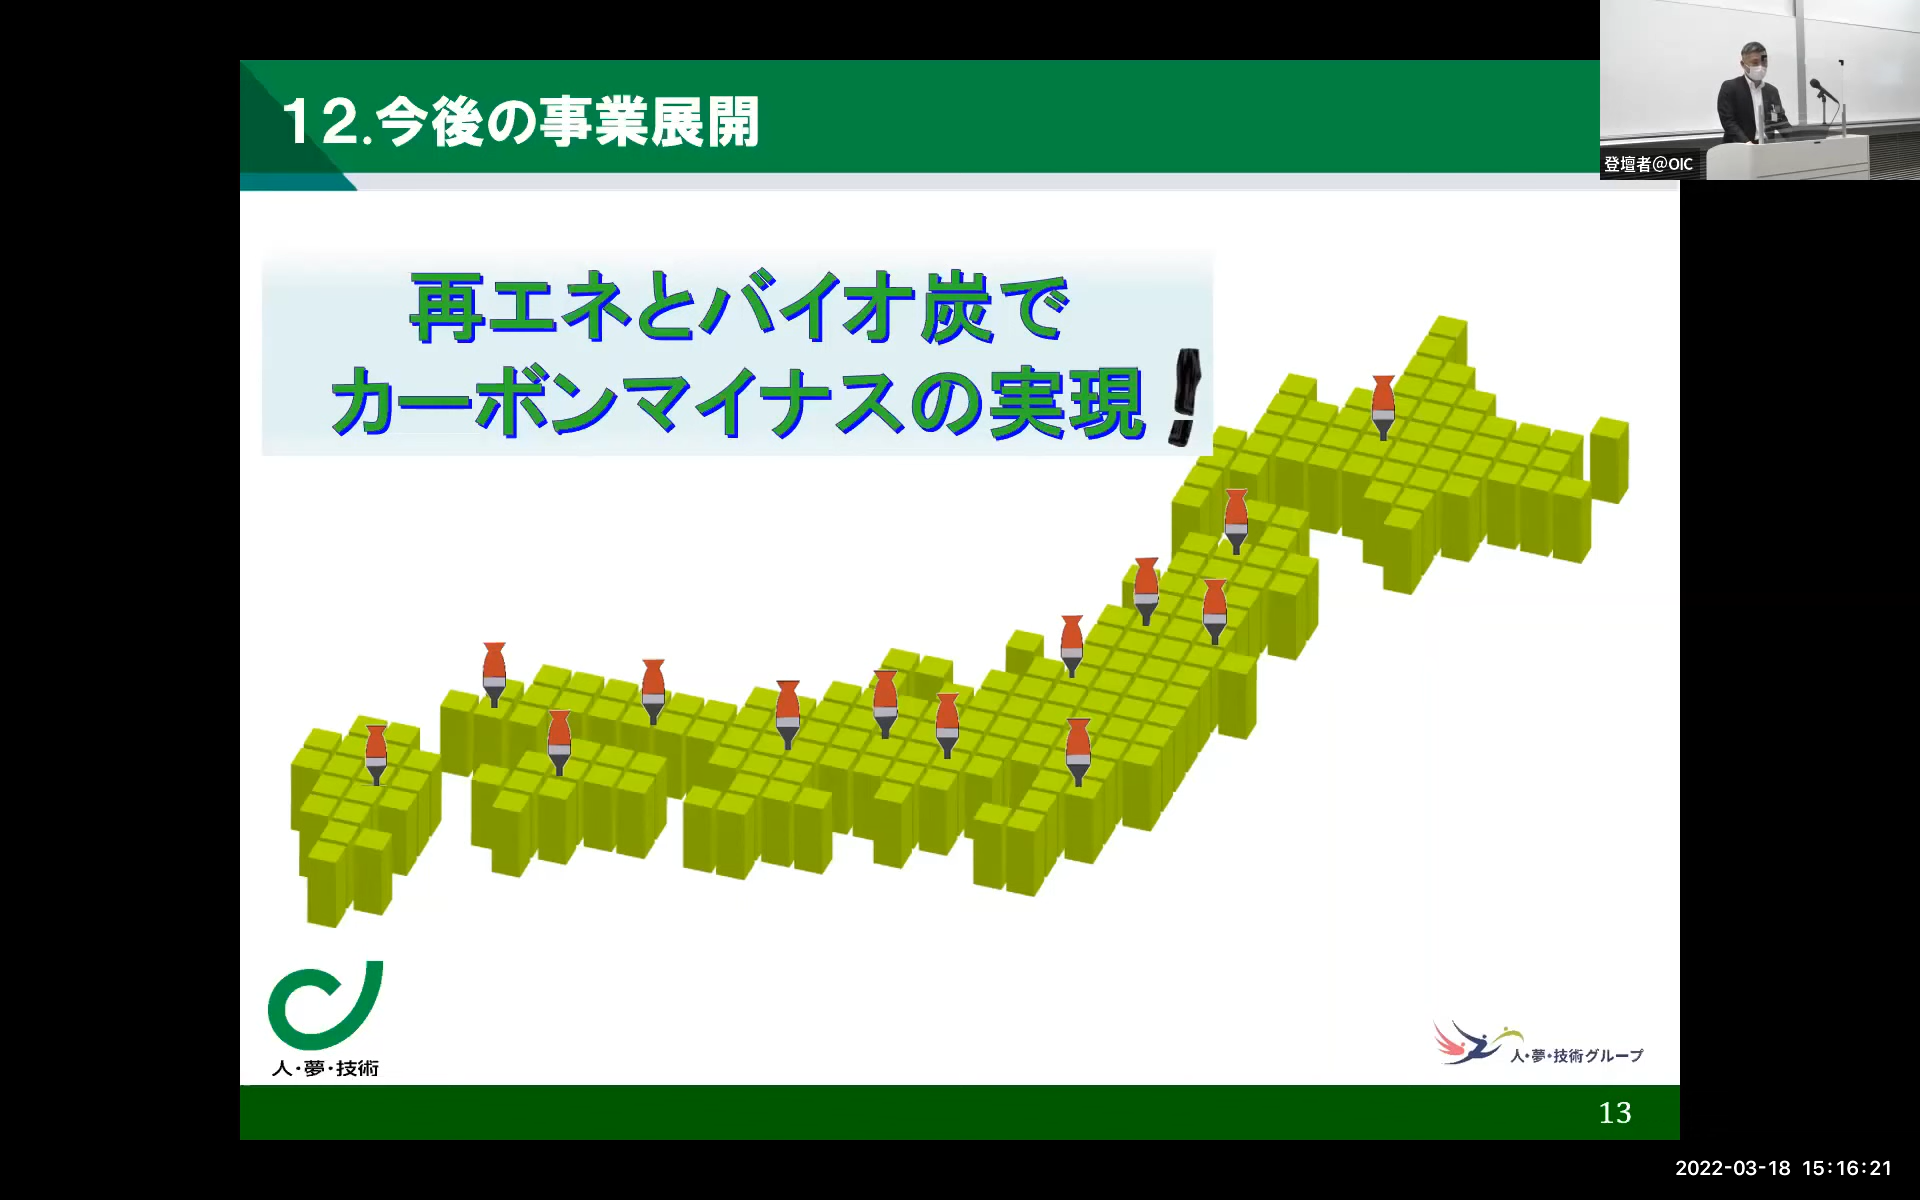 12.今後の事業展開
登壇者@OIC
再エネとバイオ炭で
カーボンマイナスの実現!
人・夢・技術
人・夢・技術グループ
13
2022-03-18 15:16:21